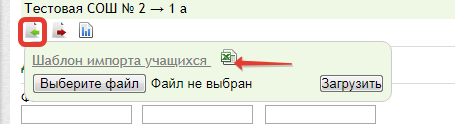 Тестовая СОШ № 2 → 1 а
Шаблон импорта учащихся
Выберите файл Файл не выбран Загрузить